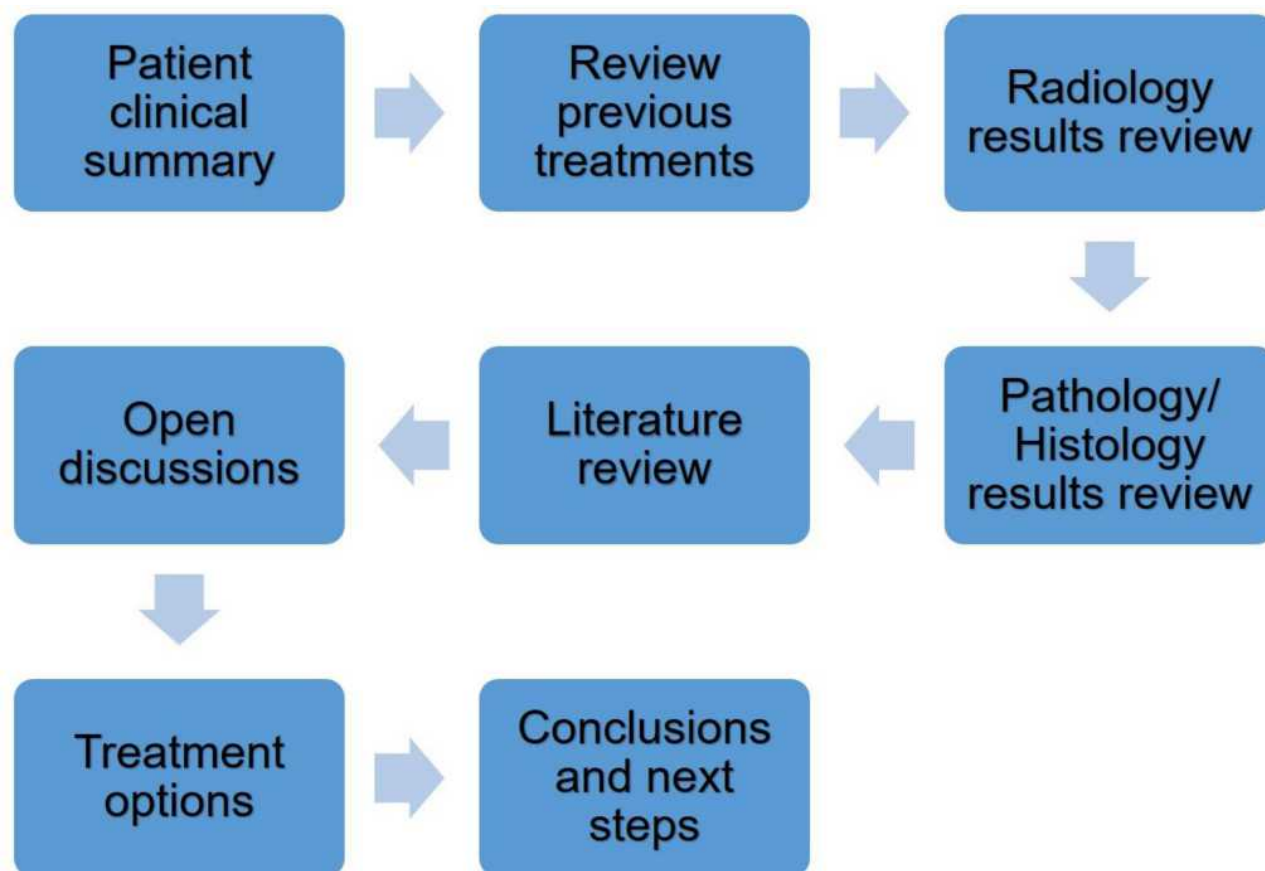 Patient
clinical
summary
Review
previous
treatments
Radiology
results review
Pathology/
Histology
results review
Literature
review
Open
discussions
Treatment
options
Conclusions
and next
steps